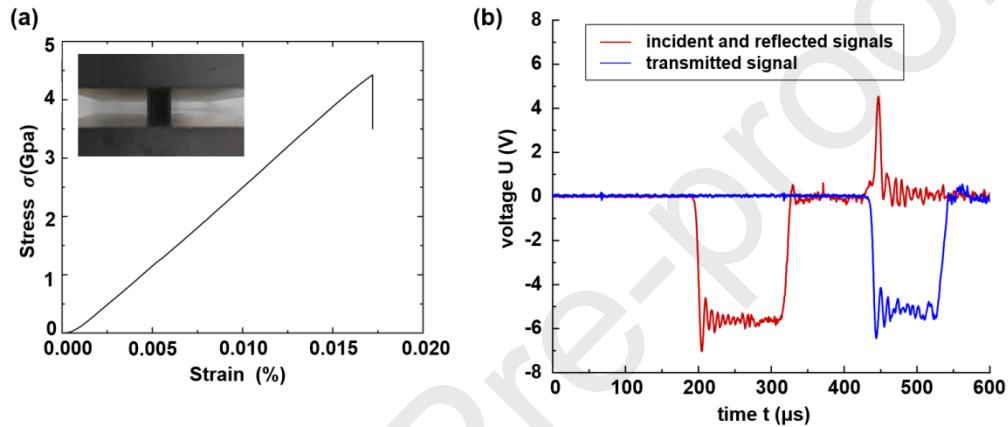 (a)
5
4
3
2
1
0
Stress σ(Gpa)
0.000 0.005 0.010 0.015 0.020
Strain (%)
(b)
8
6
4
2
0
-2
-4
-6
-8
voltage U (V)
incident and reflected signals
transmitted signal
0 100 200 300 400 500 600
time t (μs)
Pre-proo